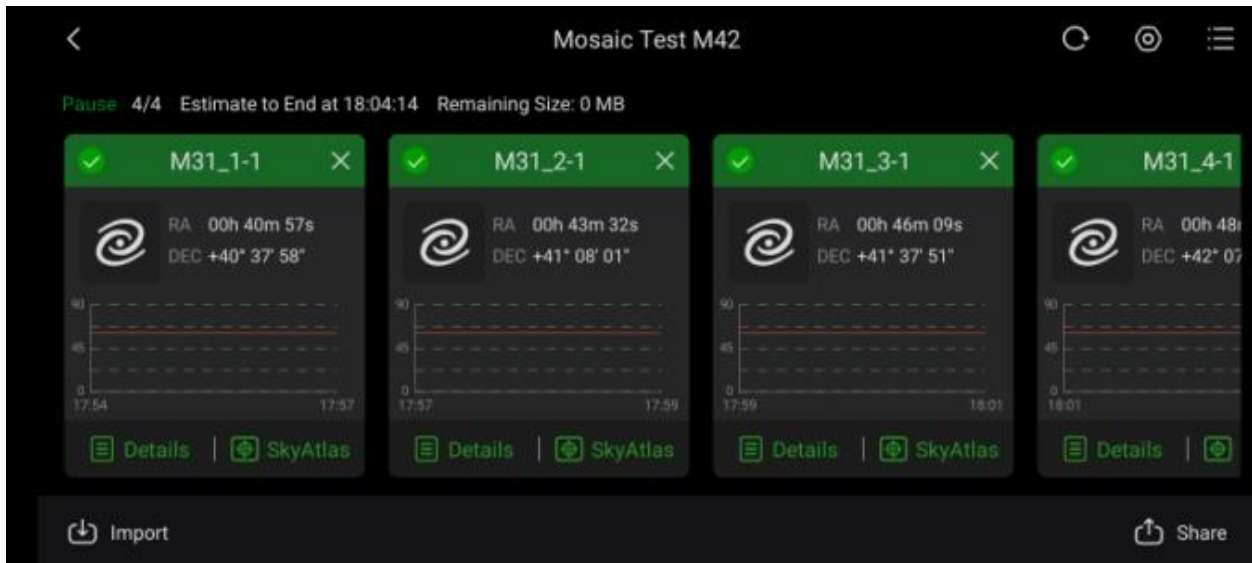 Mosaic Test M42
Pause 4/4 Estimate to End at 18:04:14 Remaining Size: 0 MB
M31_1-1
RA 00h 40m 57s
DEC +40° 37' 58"
90
45
0
17:54 17:57
Details | SkyAtlas
M31_2-1
RA 00h 43m 32s
DEC +41° 08' 01"
90
45
0
17:57 17:59
Details | SkyAtlas
M31_3-1
RA 00h 46m 09s
DEC +41° 37' 51"
90
45
0
17:59 18:01
Details | SkyAtlas
M31_4-1
RA 00h 48
DEC +42° 07
90
45
0
18:01
Details |
Import
Share